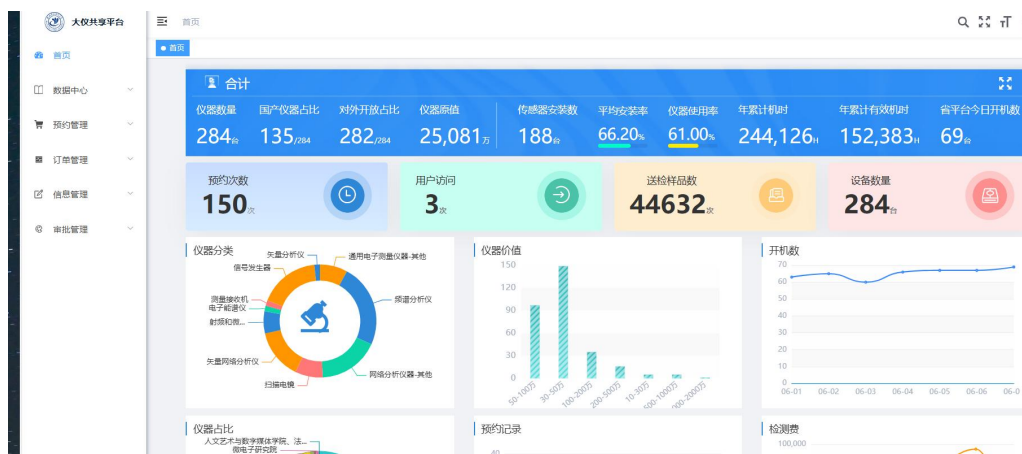 大仪共享平台
首页
首页
首页
数据中心
预约管理
订单管理
信息管理
审批管理
合计
仪器数量 国产仪器占比 对外开放占比 仪器原值 传感器安装数 平均安装率 仪器使用率 年累计机时 年累计有效机时 省平台今日开机数
284台 135/284 282/284 25,081万 188台 66.20% 61.00% 244,126H 152,383H 69台
预约次数 用户访问 送检样品数 设备数量
150次 3次 44632次 284台
仪器分类
矢量分析仪
通用电子测量仪器-其他
信号发生器
频谱分析仪
测量接收机
电子能谱仪
射频和微...
矢量网络分析仪
网络分析仪器-其他
扫描电镜
仪器价值
150
120
90
60
30
0
50-100万 30-50万 100-200万 200-500万 10-30万 500-1000万 1000-2000万
开机数
70
60
50
40
30
20
10
0
06-01 06-02 06-03 06-04 06-05 06-06 06-0
仪器占比
人文艺术与数字媒体学院、法...
微电子研究院
预约记录
40
检测费
100,000